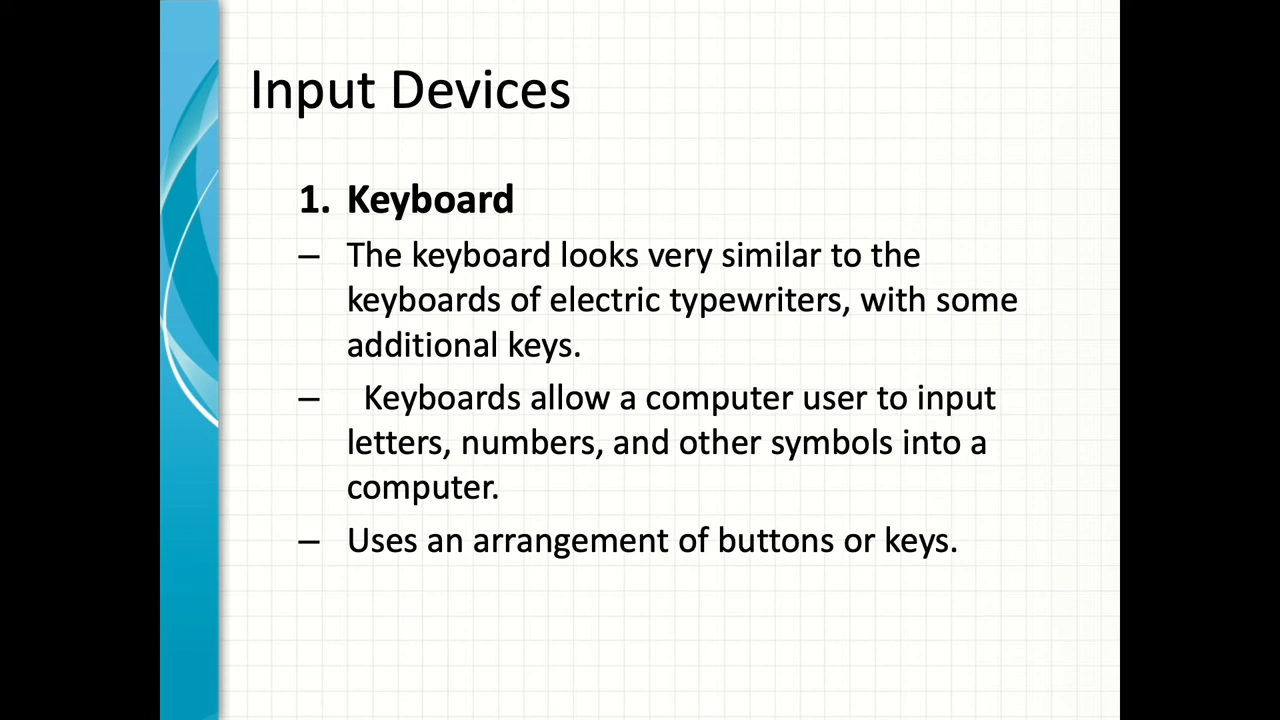 Input Devices
1. Keyboard
– The keyboard looks very similar to the
keyboards of electric typewriters, with some
additional keys.
– Keyboards allow a computer user to input
letters, numbers, and other symbols into a
computer.
– Uses an arrangement of buttons or keys.